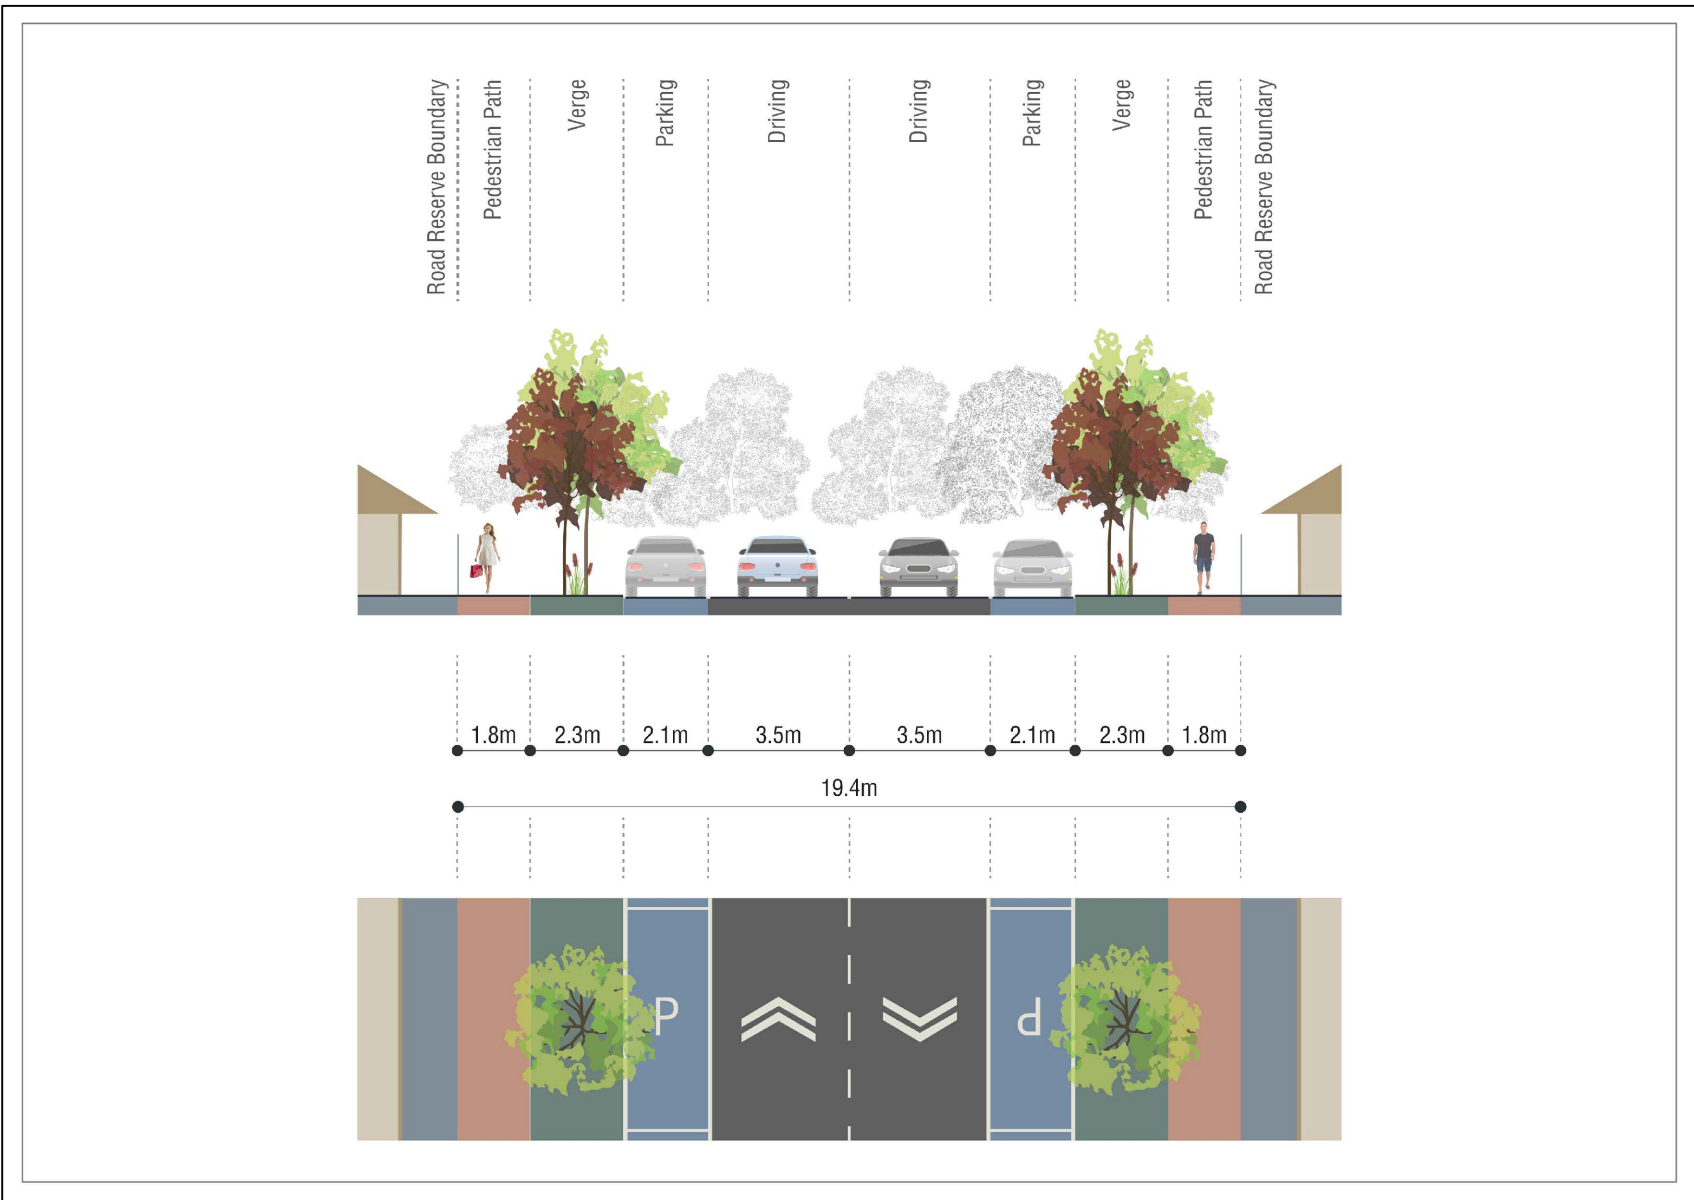 Road Reserve Boundary
Pedestrian Path
Verge
Parking
Driving
Driving
Parking
Verge
Pedestrian Path
Road Reserve Boundary
1.8m
2.3m
2.1m
3.5m
3.5m
2.1m
2.3m
1.8m
19.4m
P
P